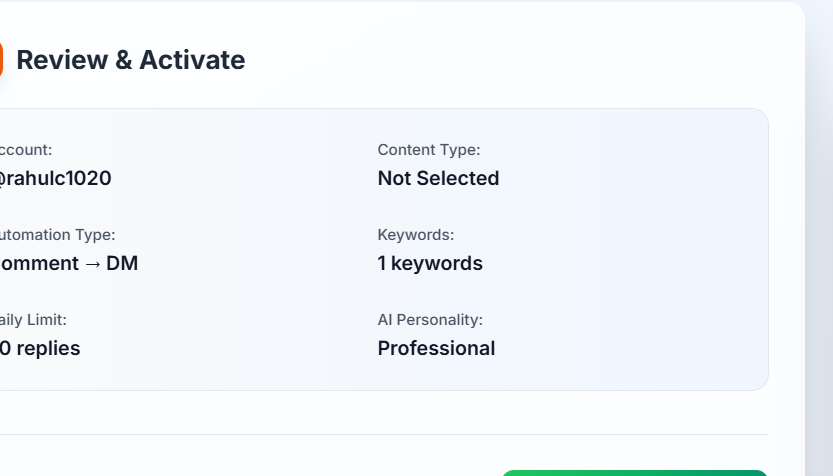 Review & Activate
ccount:
Content Type:
@rahulc1020
Not Selected
utomation Type:
Keywords:
omment → DM
1 keywords
aily Limit:
AI Personality:
0 replies
Professional